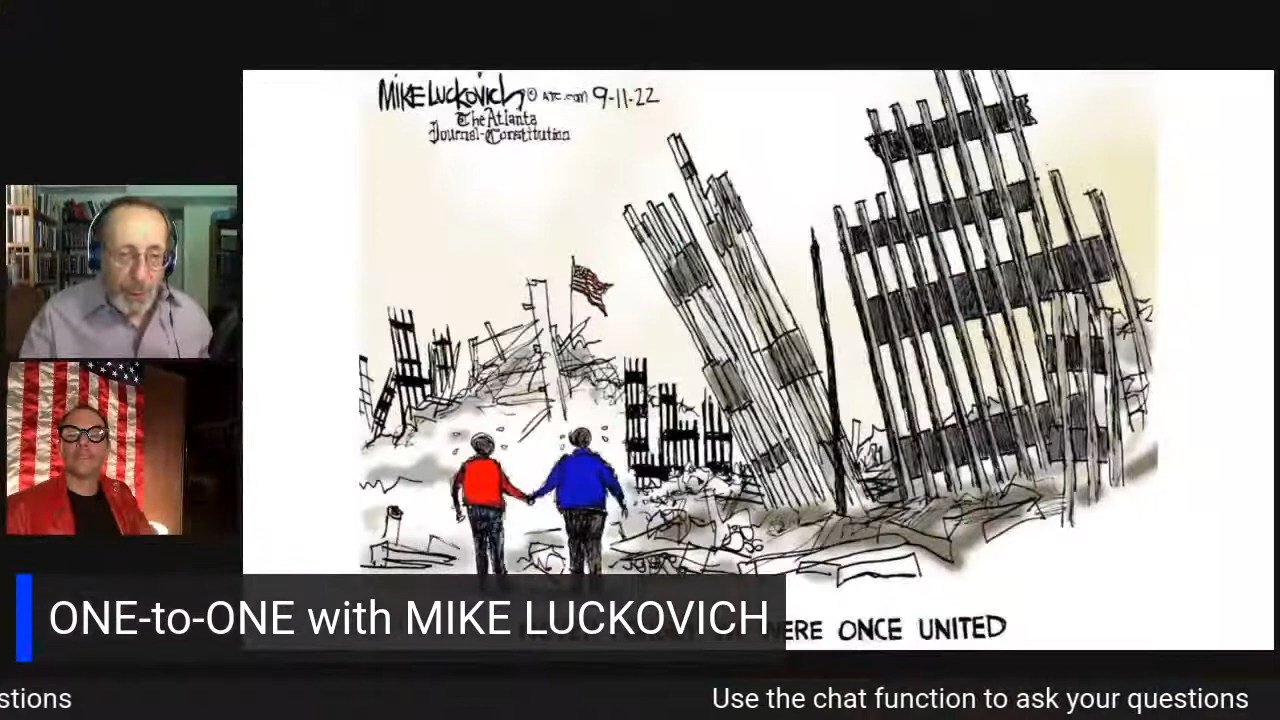 MIKE LUCKOVICH © AJC.com 9-11-22
The Atlanta
Journal-Constitution
ONE-to-ONE with MIKE LUCKOVICH
ERE ONCE UNITED
stions
Use the chat function to ask your questions